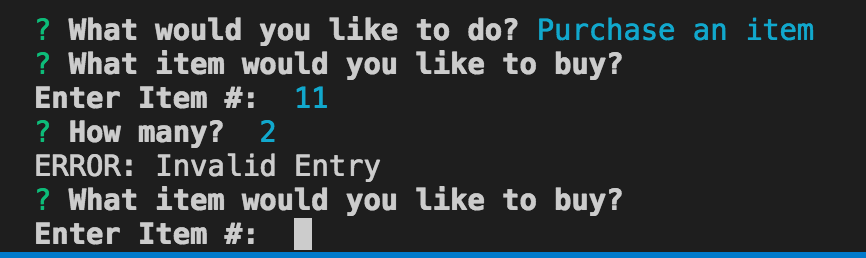 ? What would you like to do? Purchase an item
? What item would you like to buy?
Enter Item #:  11
? How many?  2
ERROR: Invalid Entry
? What item would you like to buy?
Enter Item #: